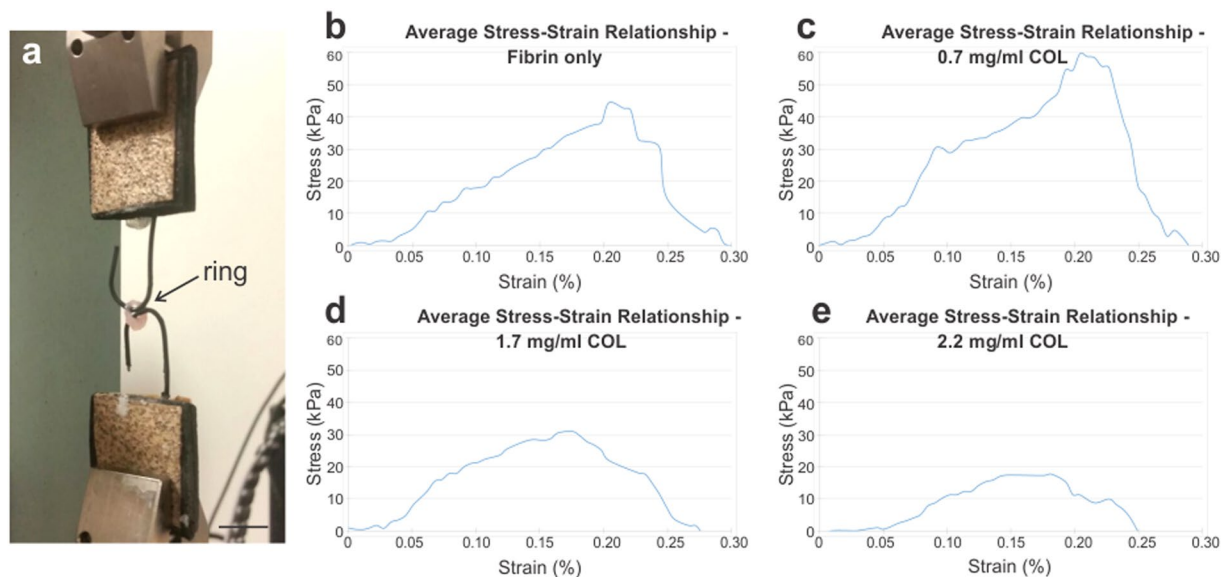 a
ring
b
Average Stress-Strain Relationship -
Fibrin only
60
50
40
30
20
10
0
Stress (kPa)
0
0.05
0.10
0.15
0.20
0.25
0.30
Strain (%)
c
Average Stress-Strain Relationship -
0.7 mg/ml COL
60
50
40
30
20
10
0
Stress (kPa)
0
0.05
0.10
0.15
0.20
0.25
0.30
Strain (%)
d
Average Stress-Strain Relationship -
1.7 mg/ml COL
60
50
40
30
20
10
0
Stress (kPa)
0
0.05
0.10
0.15
0.20
0.25
0.30
Strain (%)
e
Average Stress-Strain Relationship -
2.2 mg/ml COL
60
50
40
30
20
10
0
Stress (kPa)
0
0.05
0.10
0.15
0.20
0.25
0.30
Strain (%)